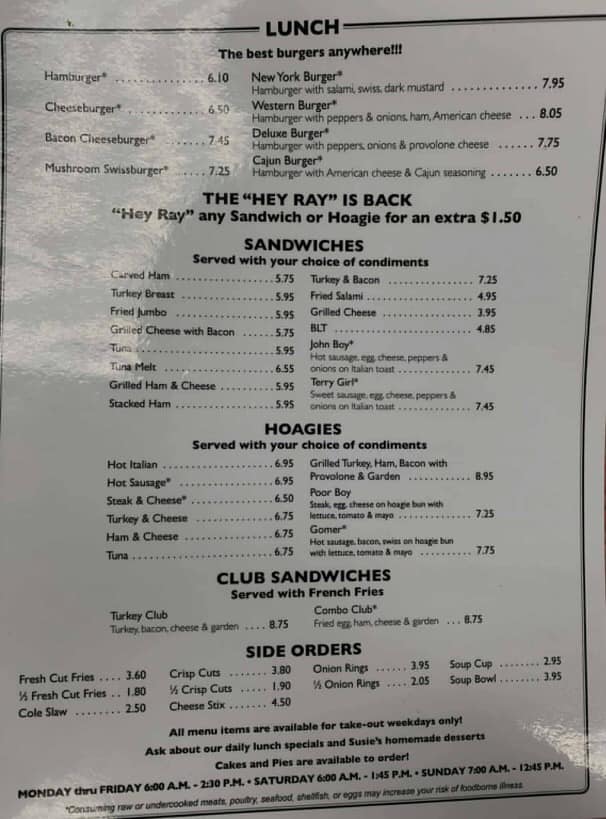 LUNCH
The best burgers anywhere!!!
Hamburger* .............. 6.10
Cheeseburger* .............. 6.50
Bacon Cheeseburger* ........ 7.45
Mushroom Swissburger* ...... 7.25
New York Burger*
Hamburger with salami, swiss, dark mustard .............. 7.95
Western Burger*
Hamburger with peppers & onions, ham, American cheese ... 8.05
Deluxe Burger*
Hamburger with peppers, onions & provolone cheese ...... 7.75
Cajun Burger*
Hamburger with American cheese & Cajun seasoning ....... 6.50
THE “HEY RAY” IS BACK
“Hey Ray” any Sandwich or Hoagie for an extra $1.50
SANDWICHES
Served with your choice of condiments
Carved Ham .................. 5.75
Turkey Breast ................ 5.95
Fried Jumbo .................. 5.95
Grilled Cheese with Bacon ...... 5.75
Tuna ........................ 5.95
Tuna Melt ................... 6.55
Grilled Ham & Cheese .......... 5.95
Stacked Ham .................. 5.95
Turkey & Bacon ............... 7.25
Fried Salami ................... 4.95
Grilled Cheese ................ 3.95
BLT ........................ 4.85
John Boy*
Hot sausage, egg, cheese, peppers &
onions on Italian toast .............. 7.45
Terry Girl*
Sweet sausage, egg, cheese, peppers &
onions on Italian toast .............. 7.45
HOAGIES
Served with your choice of condiments
Hot Italian .................... 6.95
Hot Sausage* .................. 6.95
Steak & Cheese* ............... 6.50
Turkey & Cheese .............. 6.75
Ham & Cheese ................ 6.75
Tuna ........................ 6.75
Grilled Turkey, Ham, Bacon with
Provolone & Garden ............ 8.95
Poor Boy
Steak, egg, cheese on hoagie bun with
lettuce, tomato & mayo .............. 7.25
Gomer*
Hot sausage, bacon, swiss on hoagie bun
with lettuce, tomato & mayo .......... 7.75
CLUB SANDWICHES
Served with French Fries
Turkey Club
Turkey, bacon, cheese & garden .... 8.75
Combo Club*
Fried egg, ham, cheese & garden ... 8.75
SIDE ORDERS
Fresh Cut Fries .... 3.60
½ Fresh Cut Fries .. 1.80
Cole Slaw ........ 2.50
Crisp Cuts ....... 3.80
½ Crisp Cuts ..... 1.90
Cheese Stix ...... 4.50
Onion Rings ...... 3.95
½ Onion Rings .... 2.05
Soup Cup ........ 2.95
Soup Bowl ........ 3.95
All menu items are available for take-out weekdays only!
Ask about our daily lunch specials and Susie's homemade desserts
Cakes and Pies are available to order!
MONDAY thru FRIDAY 6:00 A.M. - 2:30 P.M. • SATURDAY 6:00 A.M. - 1:45 P.M. • SUNDAY 7:00 A.M. - 12:45 P.M.
*Consuming raw or undercooked meats, poultry, seafood, shellfish, or eggs may increase your risk of foodborne illness.